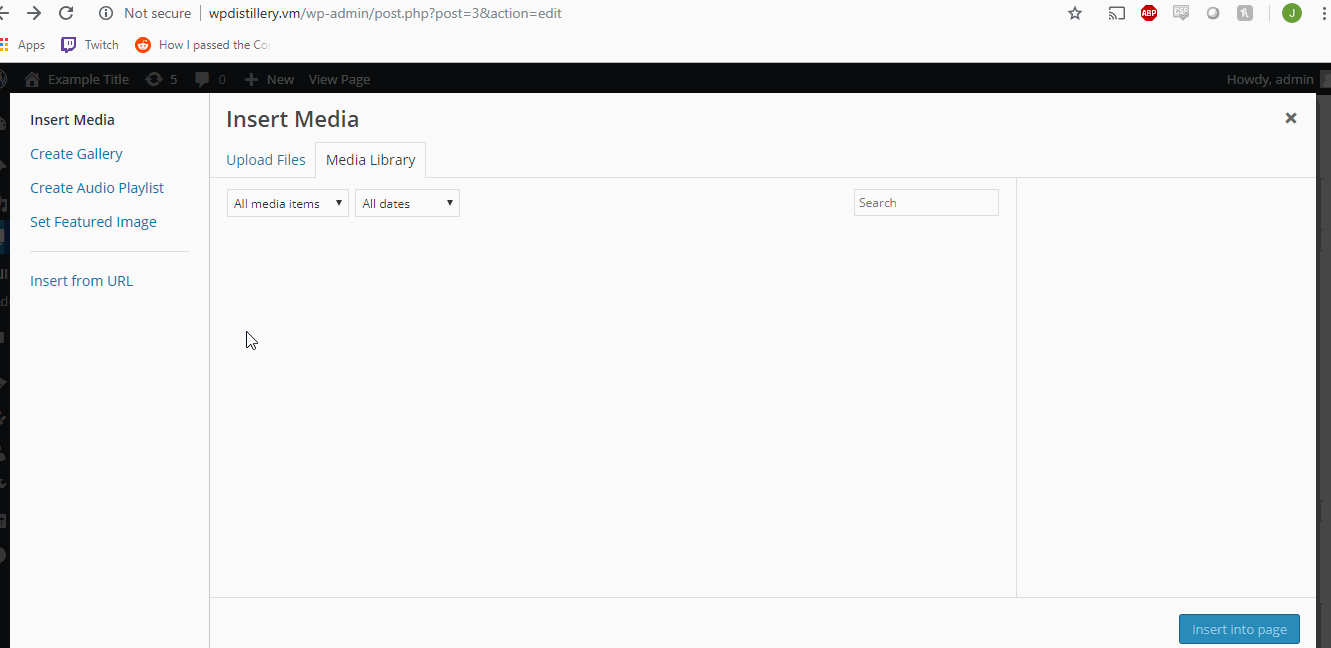 Not secure wpdistillery.vm/wp-admin/post.php?post=3&action=edit
ABP
CSS
J
Apps Twitch How I passed the Co
Example Title 5 0 New View Page Howdy, admin
Insert Media
Create Gallery
Create Audio Playlist
Set Featured Image
Insert from URL
Insert Media
Upload Files Media Library
All media items All dates Search
Insert into page